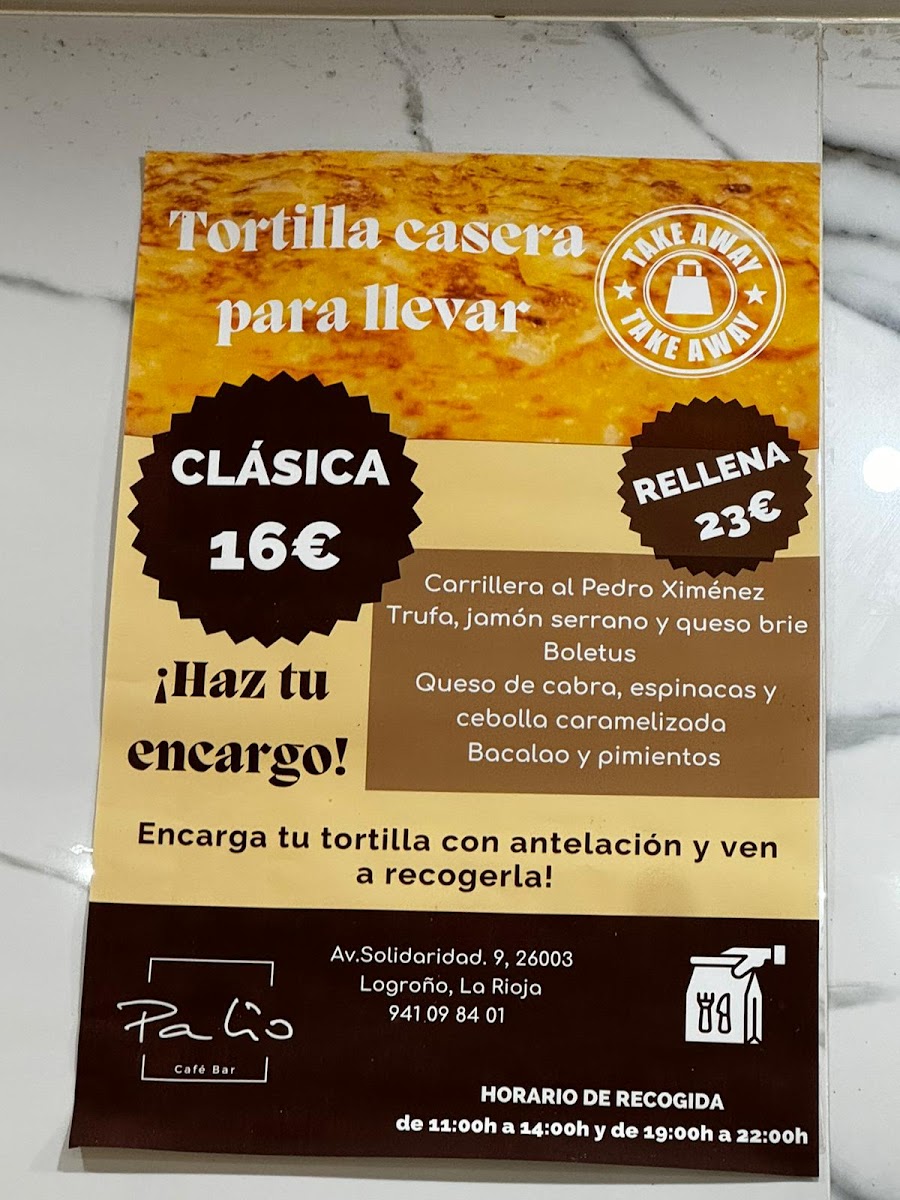 Tortilla casera
para llevar
TAKE AWAY
TAKE AWAY
CLÁSICA
16€
RELLENA
23€
Carrillera al Pedro Ximénez
Trufa, jamón serrano y queso brie
Boletus
Queso de cabra, espinacas y
cebolla caramelizada
Bacalao y pimientos
¡Haz tu
encargo!
Encarga tu tortilla con antelación y ven
a recogerla!
Av.Solidaridad. 9, 26003
Logroño, La Rioja
941 09 84 01
Pa Lio
Café Bar
HORARIO DE RECOGIDA
de 11:00h a 14:00h y de 19:00h a 22:00h